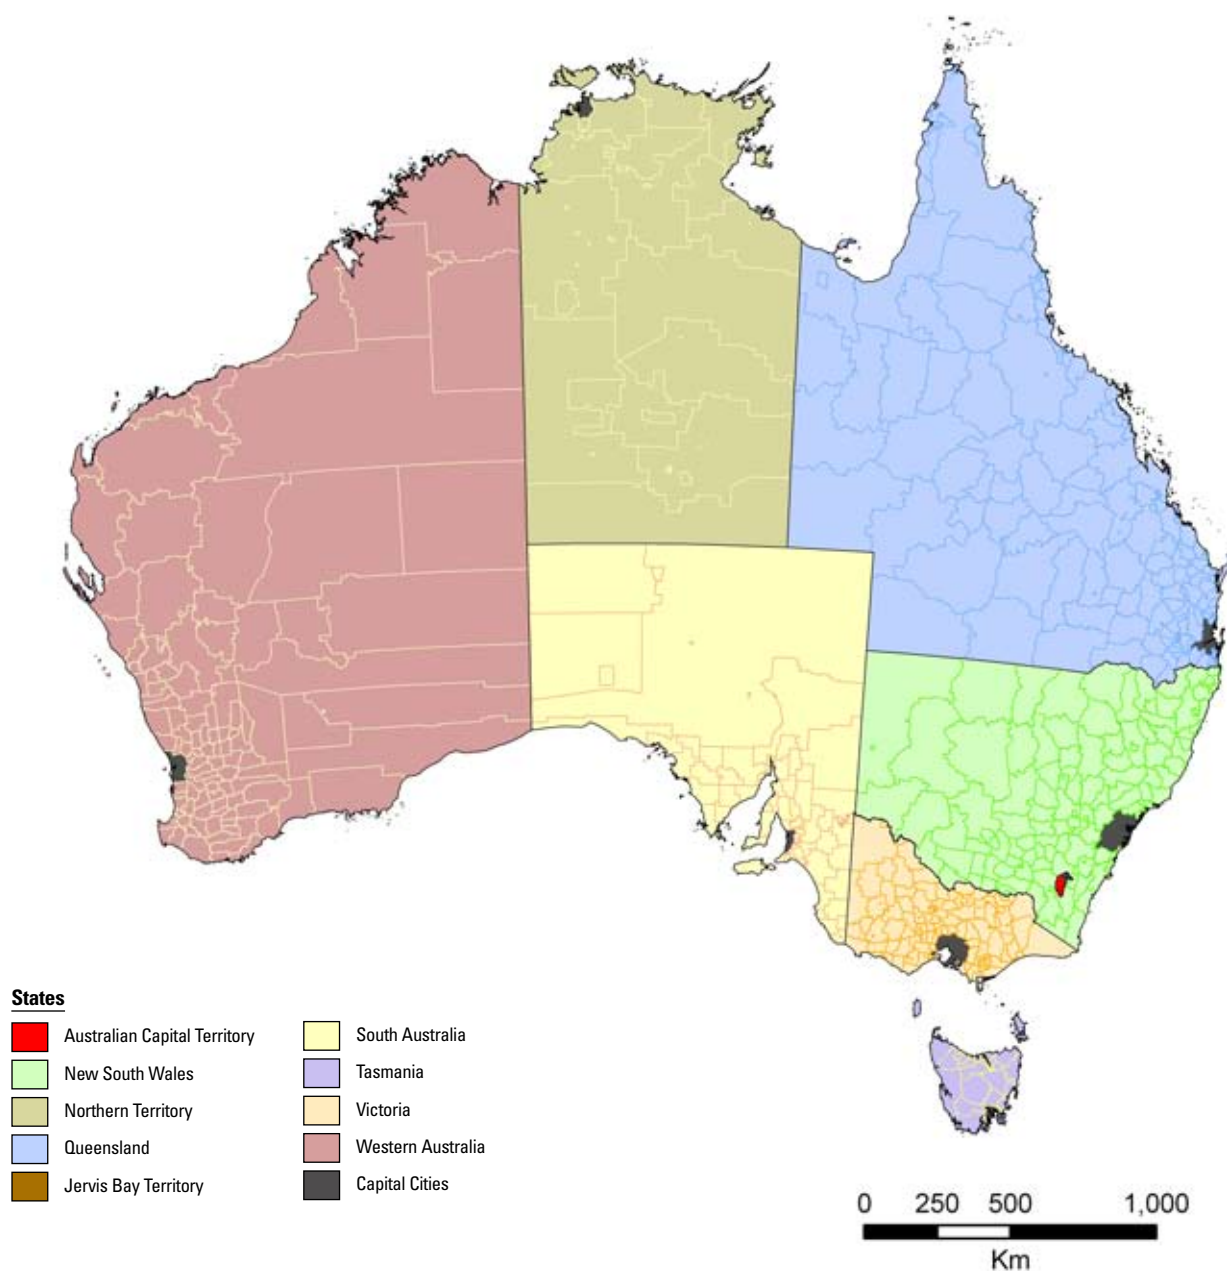 States
Australian Capital Territory
New South Wales
Northern Territory
Queensland
Jervis Bay Territory
South Australia
Tasmania
Victoria
Western Australia
Capital Cities
0 250 500 1,000
Km